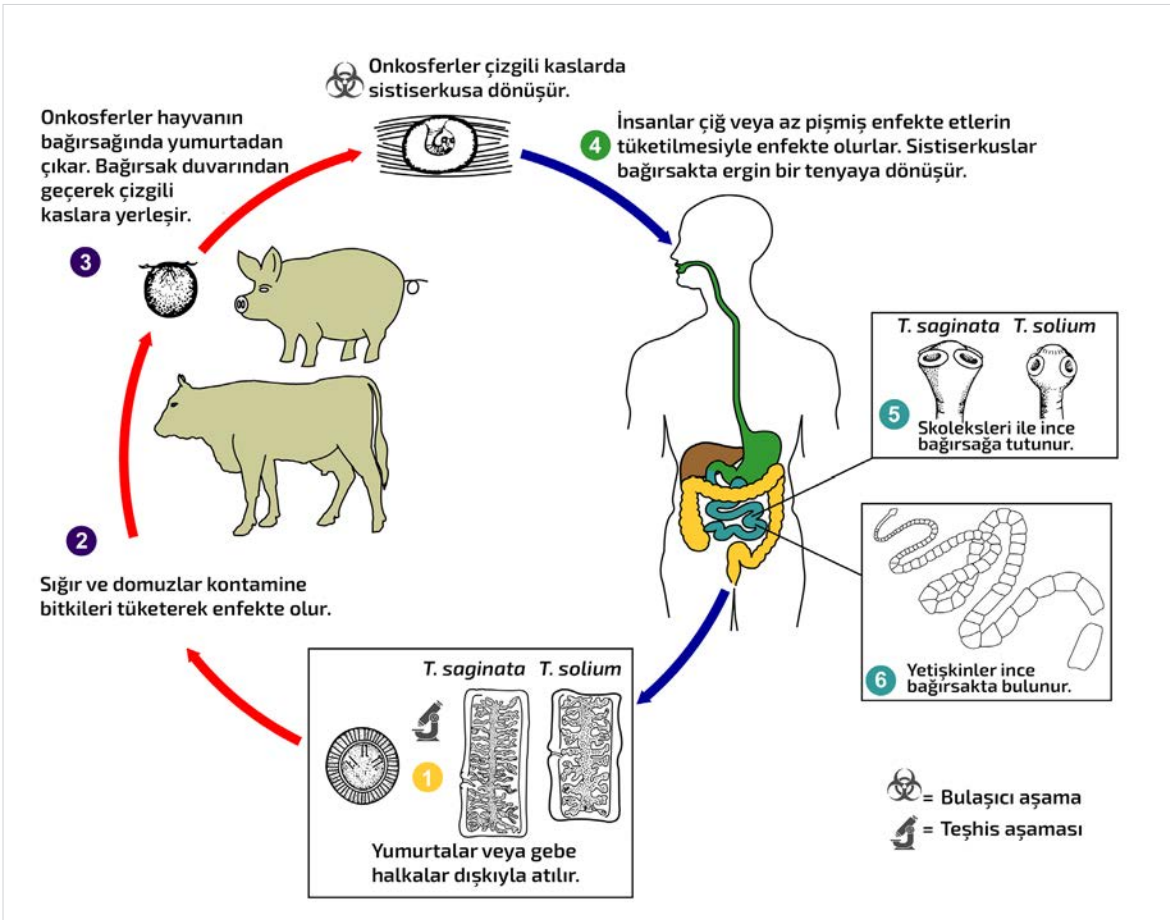 Onkosferler çizgili kaslarda
sistiserkusa dönüşür.
Onkosferler hayvanın
bağırsağında yumurtadan
çıkar. Bağırsak duvarından
geçerek çizgili
kaslara yerleşir.
3
4
İnsanlar çiğ veya az pişmiş enfekte etlerin
tüketilmesiyle enfekte olurlar. Sistiserkuslar
bağırsakta ergin bir tenyaya dönüşür.
T. saginata T. solium
5
Skoleksleri ile ince
bağırsağa tutunur.
2
Sığır ve domuzlar kontamine
bitkileri tüketerek enfekte olur.
6
Yetişkinler ince
bağırsakta bulunur.
T. saginata T. solium
1
Yumurtalar veya gebe
halkalar dışkıyla atılır.
= Bulaşıcı aşama
= Teşhis aşaması